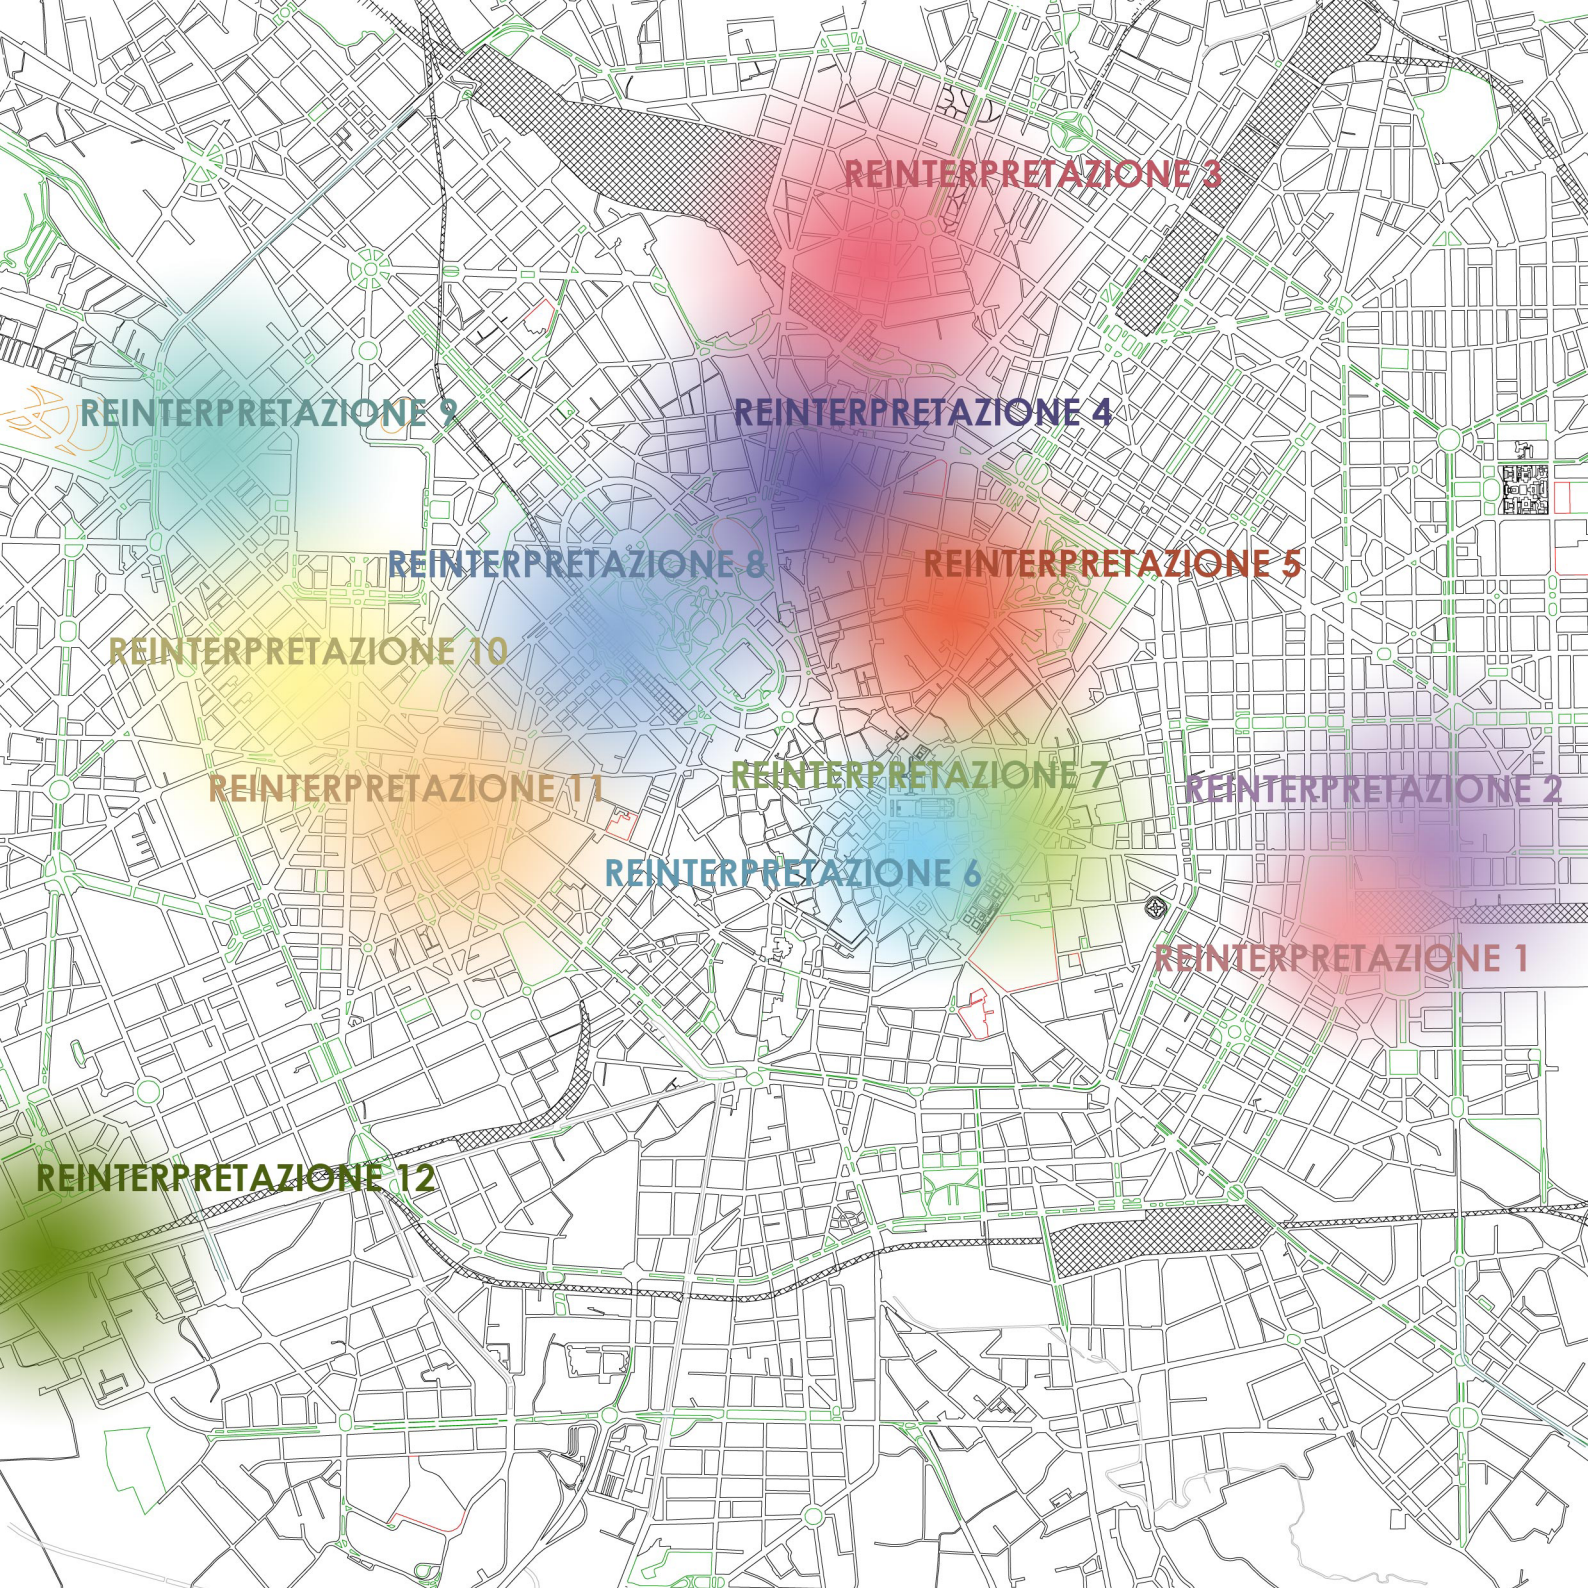 REINTERPRETAZIONE 3
REINTERPRETAZIONE 9
REINTERPRETAZIONE 4
REINTERPRETAZIONE 8
REINTERPRETAZIONE 5
REINTERPRETAZIONE 10
REINTERPRETAZIONE 11
REINTERPRETAZIONE 7
REINTERPRETAZIONE 2
REINTERPRETAZIONE 6
REINTERPRETAZIONE 1
REINTERPRETAZIONE 12